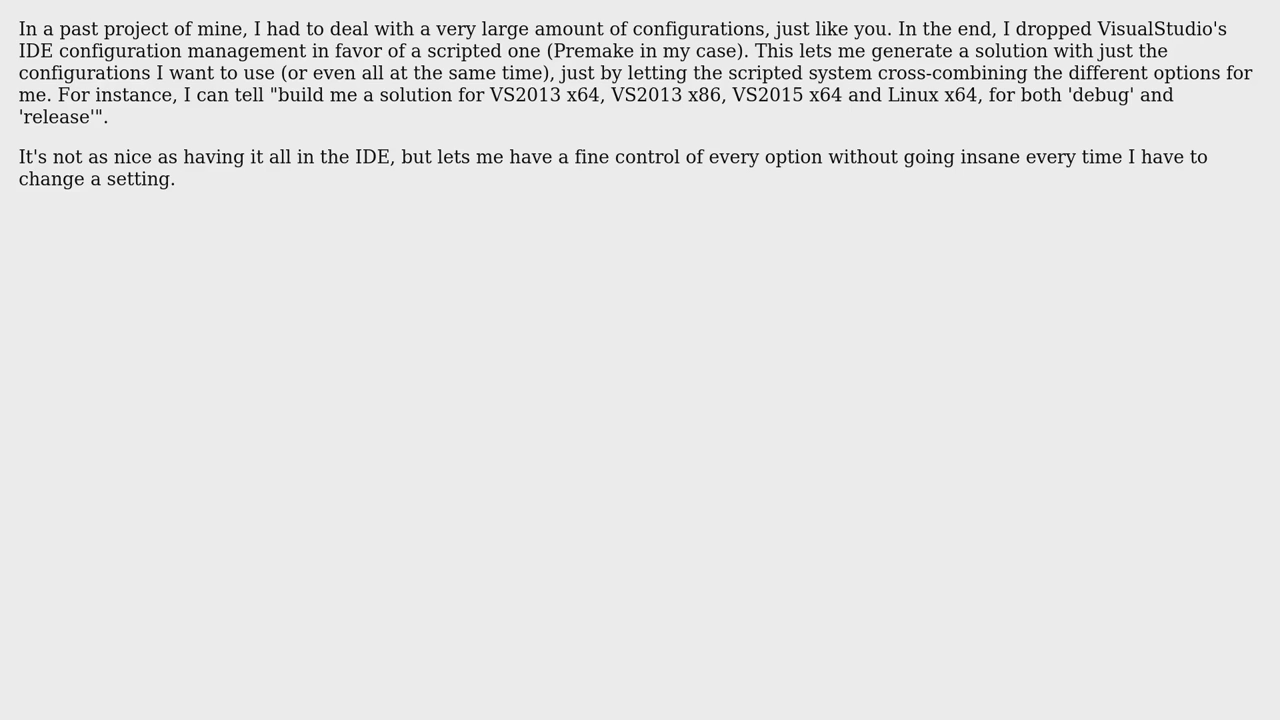 In a past project of mine, I had to deal with a very large amount of configurations, just like you. In the end, I dropped VisualStudio's
IDE configuration management in favor of a scripted one (Premake in my case). This lets me generate a solution with just the
configurations I want to use (or even all at the same time), just by letting the scripted system cross-combining the different options for
me. For instance, I can tell "build me a solution for VS2013 x64, VS2013 x86, VS2015 x64 and Linux x64, for both 'debug' and
'release'".
It's not as nice as having it all in the IDE, but lets me have a fine control of every option without going insane every time I have to
change a setting.